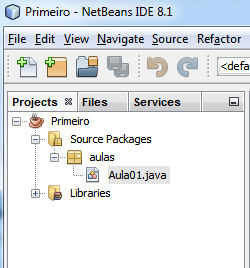 Primeiro - NetBeans IDE 8.1
File Edit View Navigate Source Refactor
<defa
Projects Files Services
Primeiro
Source Packages
aulas
Aula01.java
Libraries